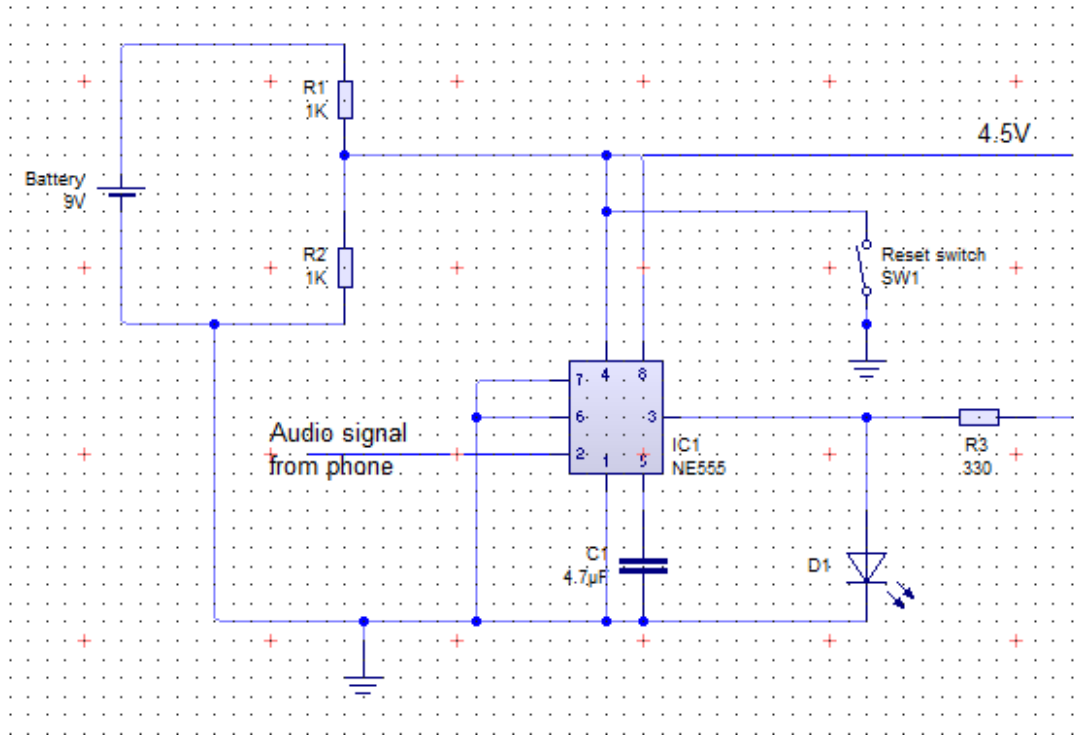 R1
1K
4.5V
Battery
9V
R2
1K
Reset switch
SW1
7
4
8
6
3
2
1
5
Audio signal
from phone
IC1
NE555
R3
330
C1
4.7µF
D1